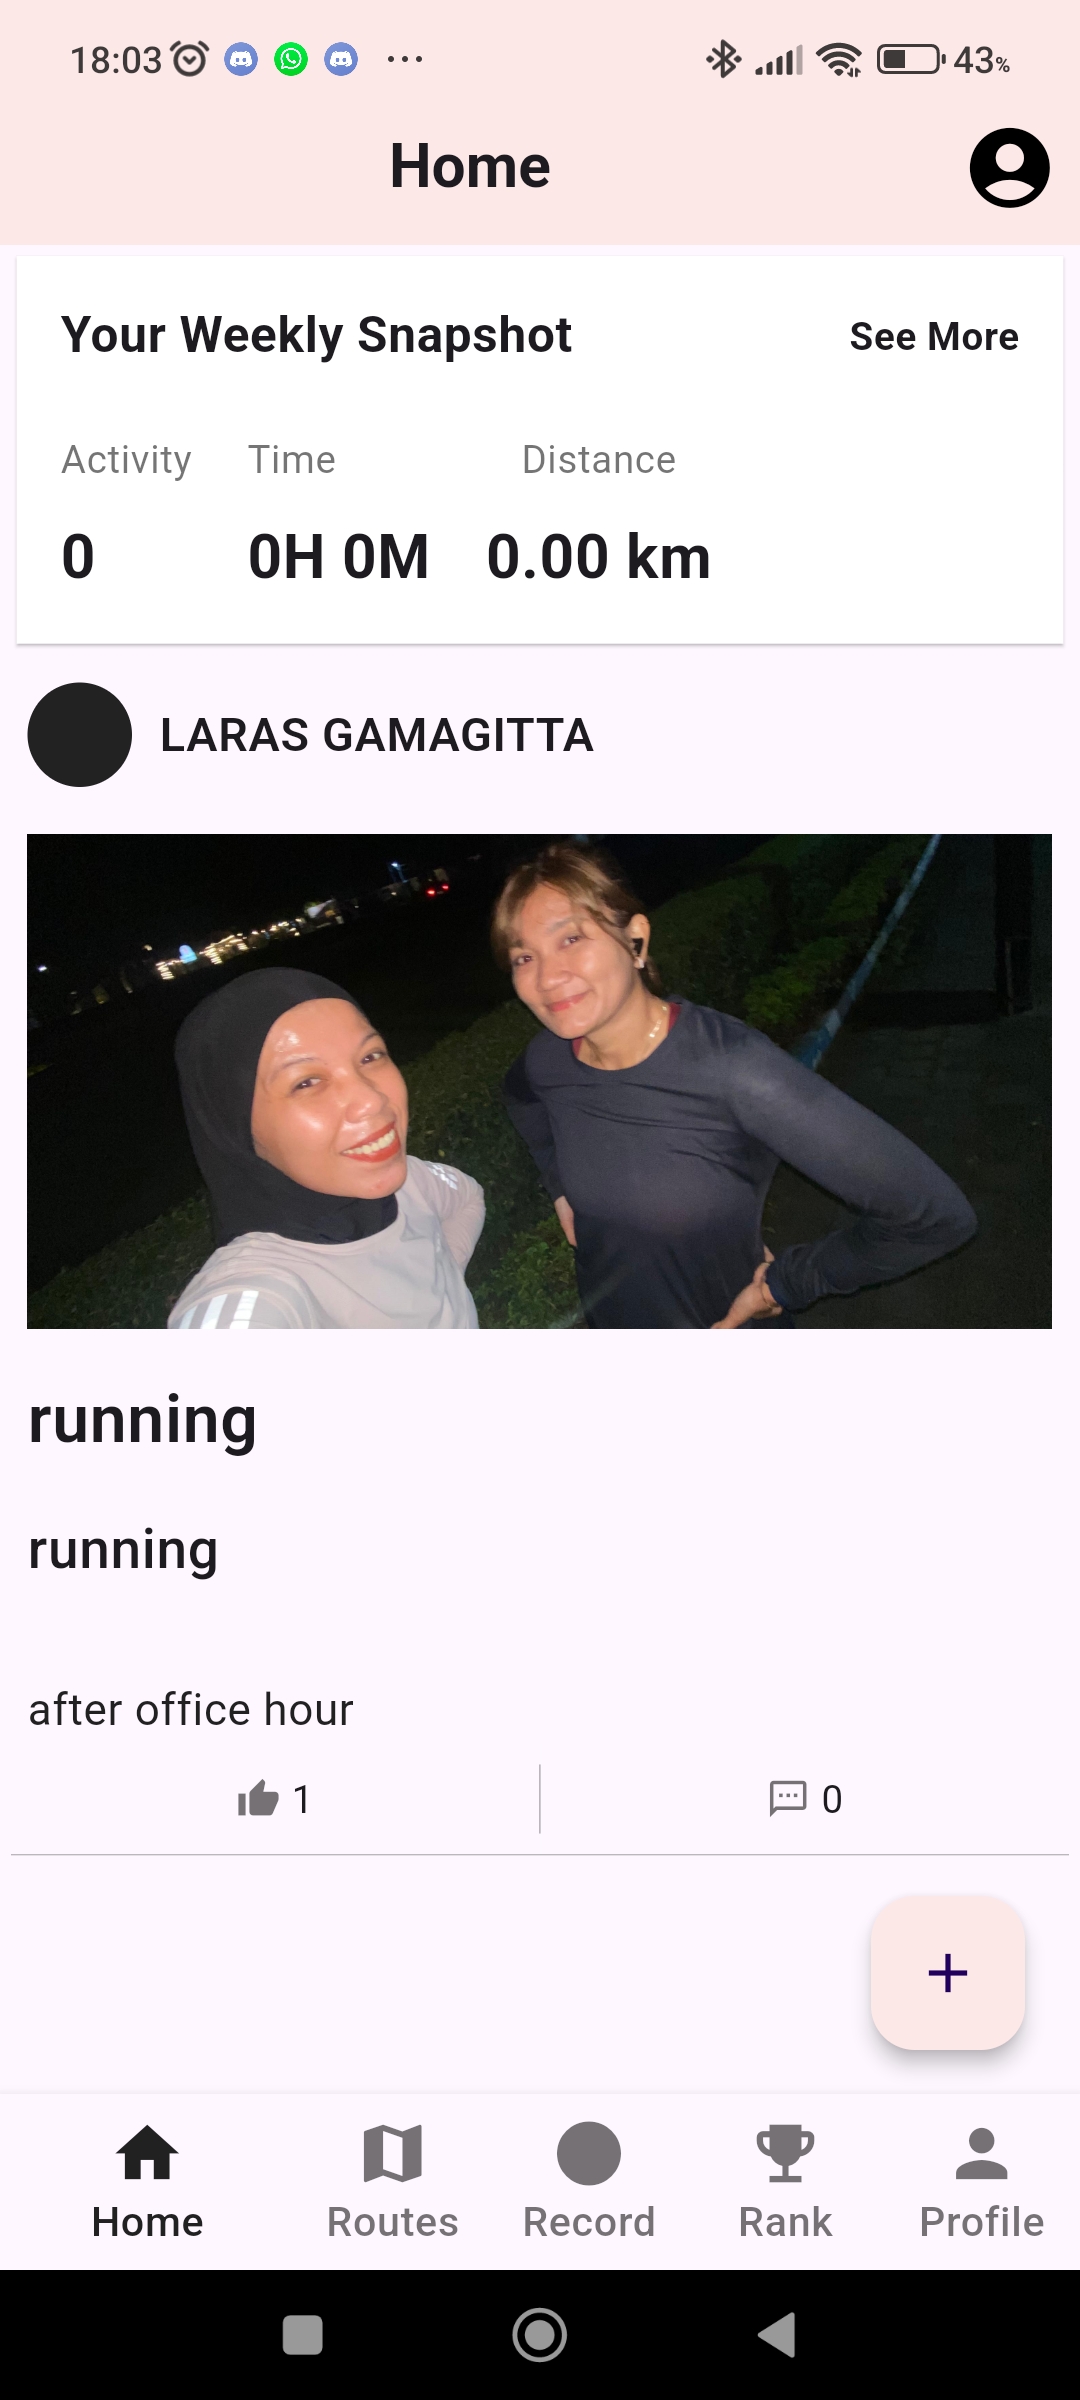 18:03 43%
Home
Your Weekly Snapshot See More
Activity Time Distance
0 0H 0M 0.00 km
LARAS GAMAGITTA
running
running
after office hour
1 0
Home Routes Record Rank Profile